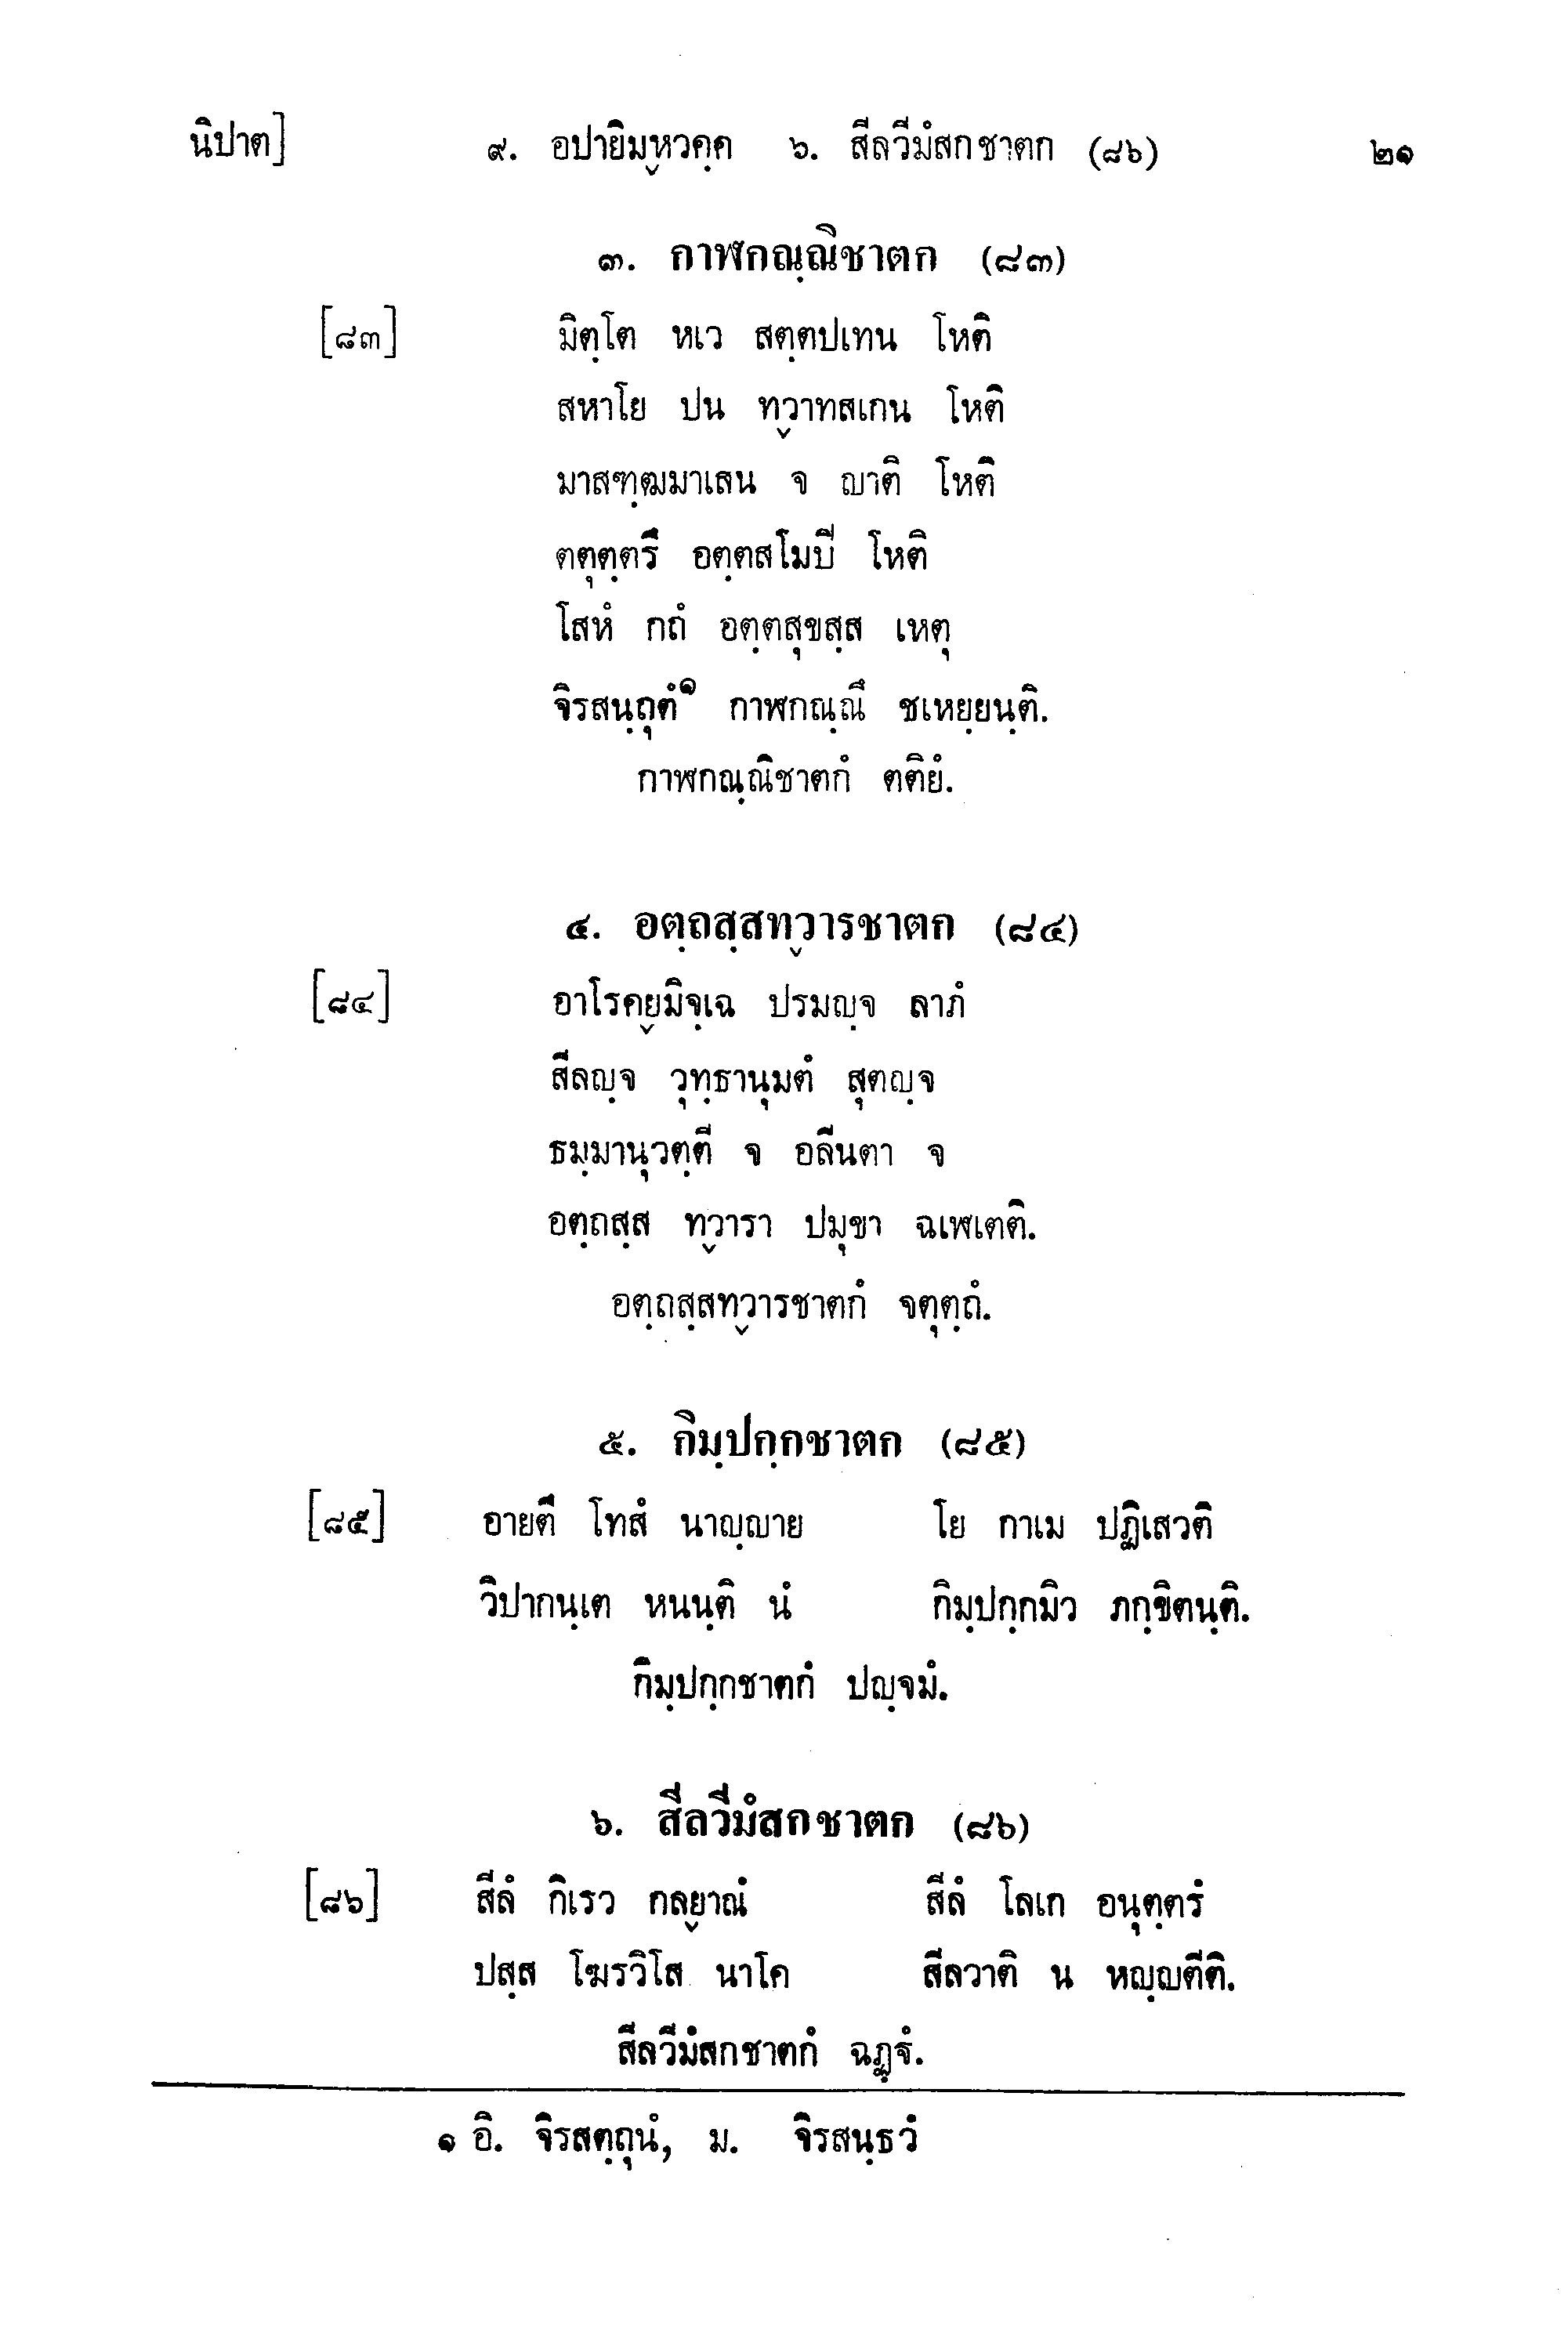 นิปาต] ๙. อปายิมฺหวคฺค ๖. สีลวีมํสกชาตก (๘๖) ๒๑
๓. กาฬกณฺณิชาตก (๘๓)
[๘๓] มิตฺโต หเว สตฺตปเทน โหติ
สหาโย ปน ทฺวาทสเกน โหติ
มาสฑฺฒมาเสน จ ญาติ โหติ
ตตุตฺตรึ อตฺตสโมปี โหติ
โสหํ กถํ อตฺตสุขสฺส เหตุ
จิรสนฺถุตํ๑ กาฬกณฺณึ ชเหยฺยนฺติ.
กาฬกณฺณิชาตกํ ตติยํ.
๔. อตฺถสฺสทฺวารชาตก (๘๔)
[๘๔] อาโรคฺยมิจฺเฉ ปรมญฺจ ลาภํ
สีลญฺจ วุทฺธานุมตํ สุตญฺจ
ธมฺมานุวตฺตี จ อลีนตา จ
อตฺถสฺส ทฺวารา ปมุขา ฉเฬเตติ.
อตฺถสฺสทฺวารชาตกํ จตุตฺถํ.
๕. กิมฺปกฺกชาตก (๘๕)
[๘๕] อายตึ โทสํ นาญฺญาย โย กาเม ปฏิเสวติ
วิปากนฺเต หนนฺติ นํ กิมฺปกฺกมิว ภกฺขิตนฺติ.
กิมฺปกฺกชาตกํ ปญฺจมํ.
๖. สีลวีมํสกชาตก (๘๖)
[๘๖] สีลํ กิเรว กลฺยาณํ สีลํ โลเก อนุตฺตรํ
ปสฺส โฆรวิโส นาโค สีลวาติ น หญฺญตีติ.
สีลวีมํสกชาตกํ ฉฏฺฐํ.
๑ อิ. จิรสตฺถุนํ, ม. จิรสนฺธวํ